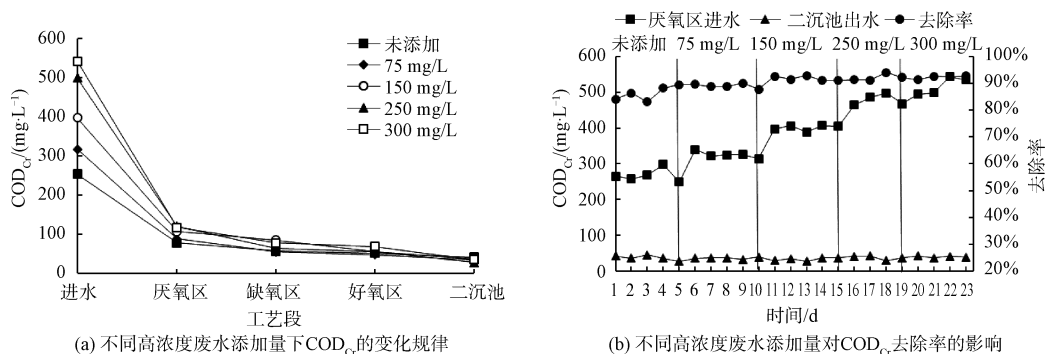 600
500
400
300
200
100
0
COD_Cr/(mg·L⁻¹)
未添加
75 mg/L
150 mg/L
250 mg/L
300 mg/L
进水 厌氧区 缺氧区 好氧区 二沉池
工艺段
(a) 不同高浓度废水添加量下COD_Cr的变化规律
厌氧区进水 二沉池出水 去除率
未添加 75 mg/L 150 mg/L 250 mg/L 300 mg/L
600
500
400
300
200
100
0
COD_Cr/(mg·L⁻¹)
100%
90%
80%
70%
60%
50%
40%
30%
20%
去除率
1 2 3 4 5 6 7 8 9 10 11 12 13 14 15 16 17 18 19 20 21 22 23
时间/d
(b) 不同高浓度废水添加量对COD_Cr去除率的影响